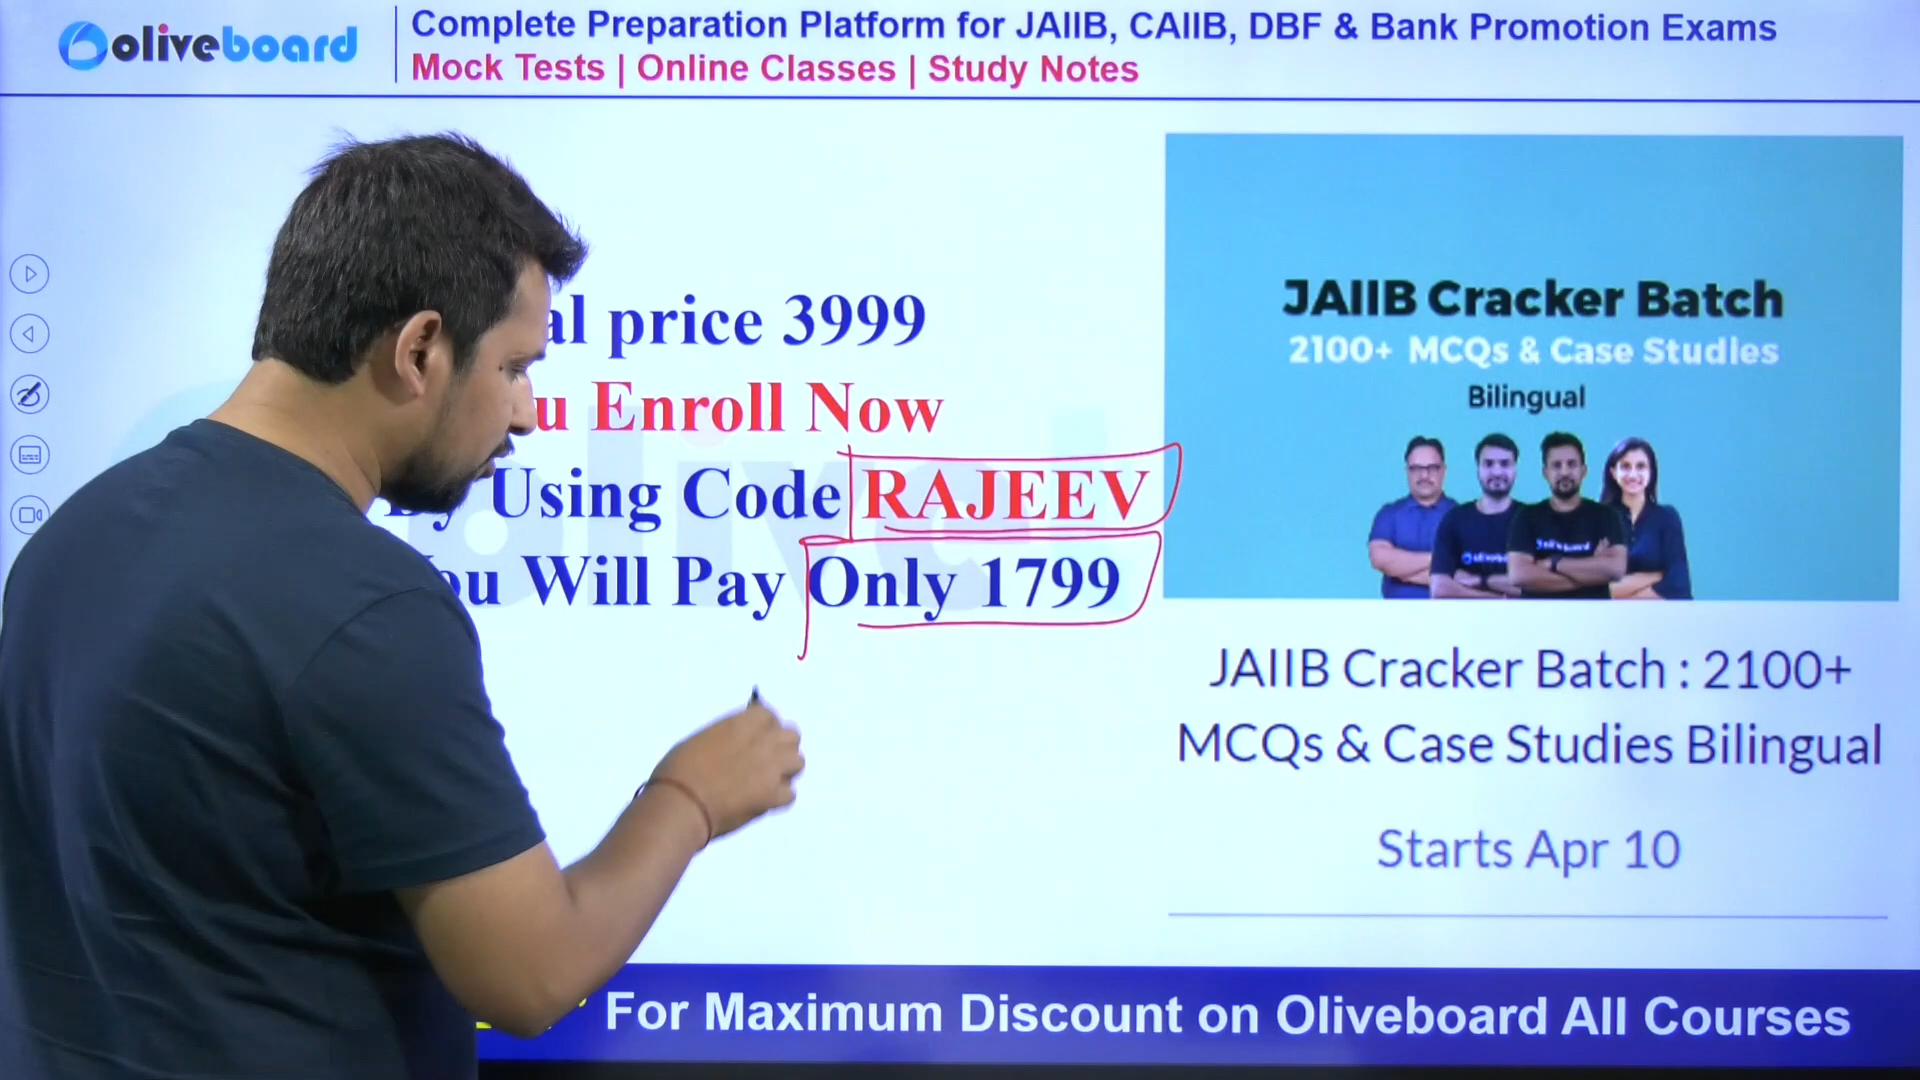 oliveboard
Complete Preparation Platform for JAIIB, CAIIB, DBF & Bank Promotion Exams
Mock Tests | Online Classes | Study Notes
price 3999
Enroll Now
Using Code RAJEEV
Will Pay Only 1799
JAIIB Cracker Batch
2100+ MCQs & Case Studies
Bilingual
JAIIB Cracker Batch : 2100+
MCQs & Case Studies Bilingual
Starts Apr 10
For Maximum Discount on Oliveboard All Courses